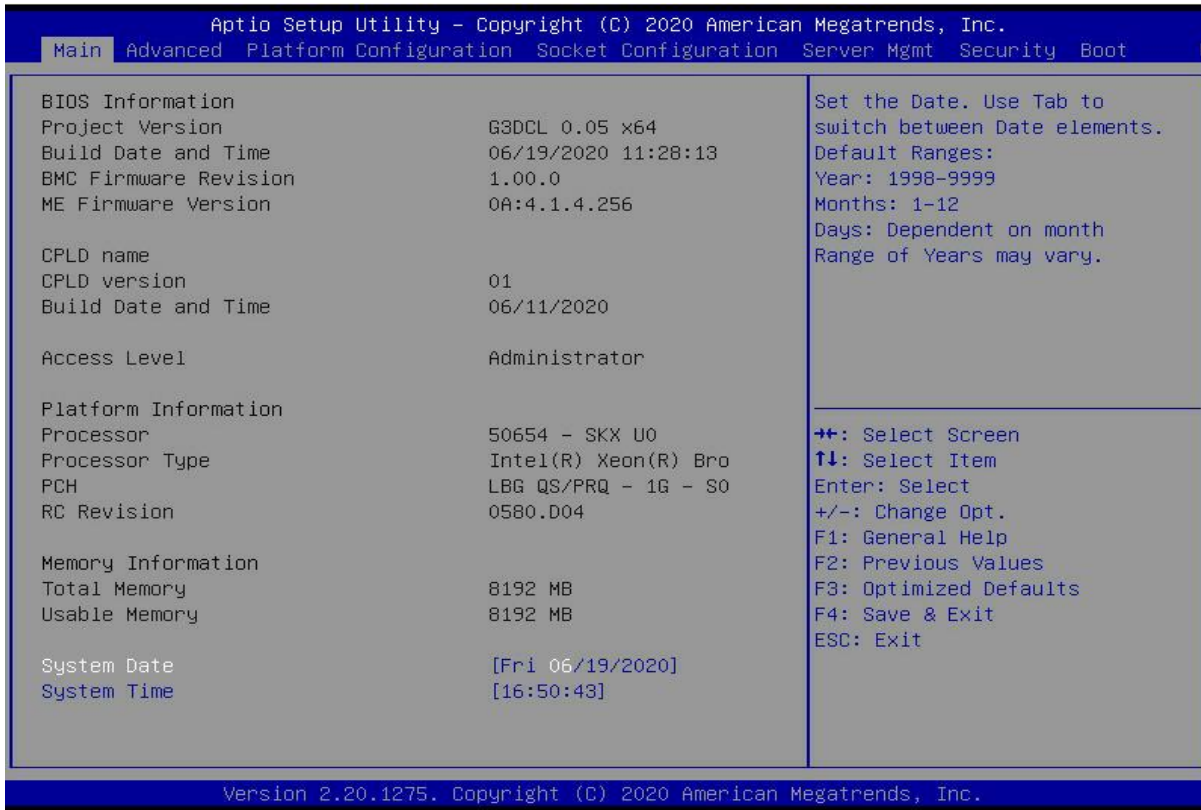 Aptio Setup Utility – Copyright (C) 2020 American Megatrends, Inc.
Main Advanced Platform Configuration Socket Configuration Server Mgmt Security Boot
BIOS Information
Project Version G3DCL 0.05 x64
Build Date and Time 06/19/2020 11:28:13
BMC Firmware Revision 1.00.0
ME Firmware Version 0A:4.1.4.256
CPLD name
CPLD version 01
Build Date and Time 06/11/2020
Access Level Administrator
Platform Information
Processor 50654 – SKX U0
Processor Type Intel(R) Xeon(R) Bro
PCH LBG QS/PRQ – 1G – S0
RC Revision 0580.D04
Memory Information
Total Memory 8192 MB
Usable Memory 8192 MB
System Date [Fri 06/19/2020]
System Time [16:50:43]
Set the Date. Use Tab to
switch between Date elements.
Default Ranges:
Year: 1998–9999
Months: 1–12
Days: Dependent on month
Range of Years may vary.
→←: Select Screen
↑↓: Select Item
Enter: Select
+/-: Change Opt.
F1: General Help
F2: Previous Values
F3: Optimized Defaults
F4: Save & Exit
ESC: Exit
Version 2.20.1275. Copyright (C) 2020 American Megatrends, Inc.